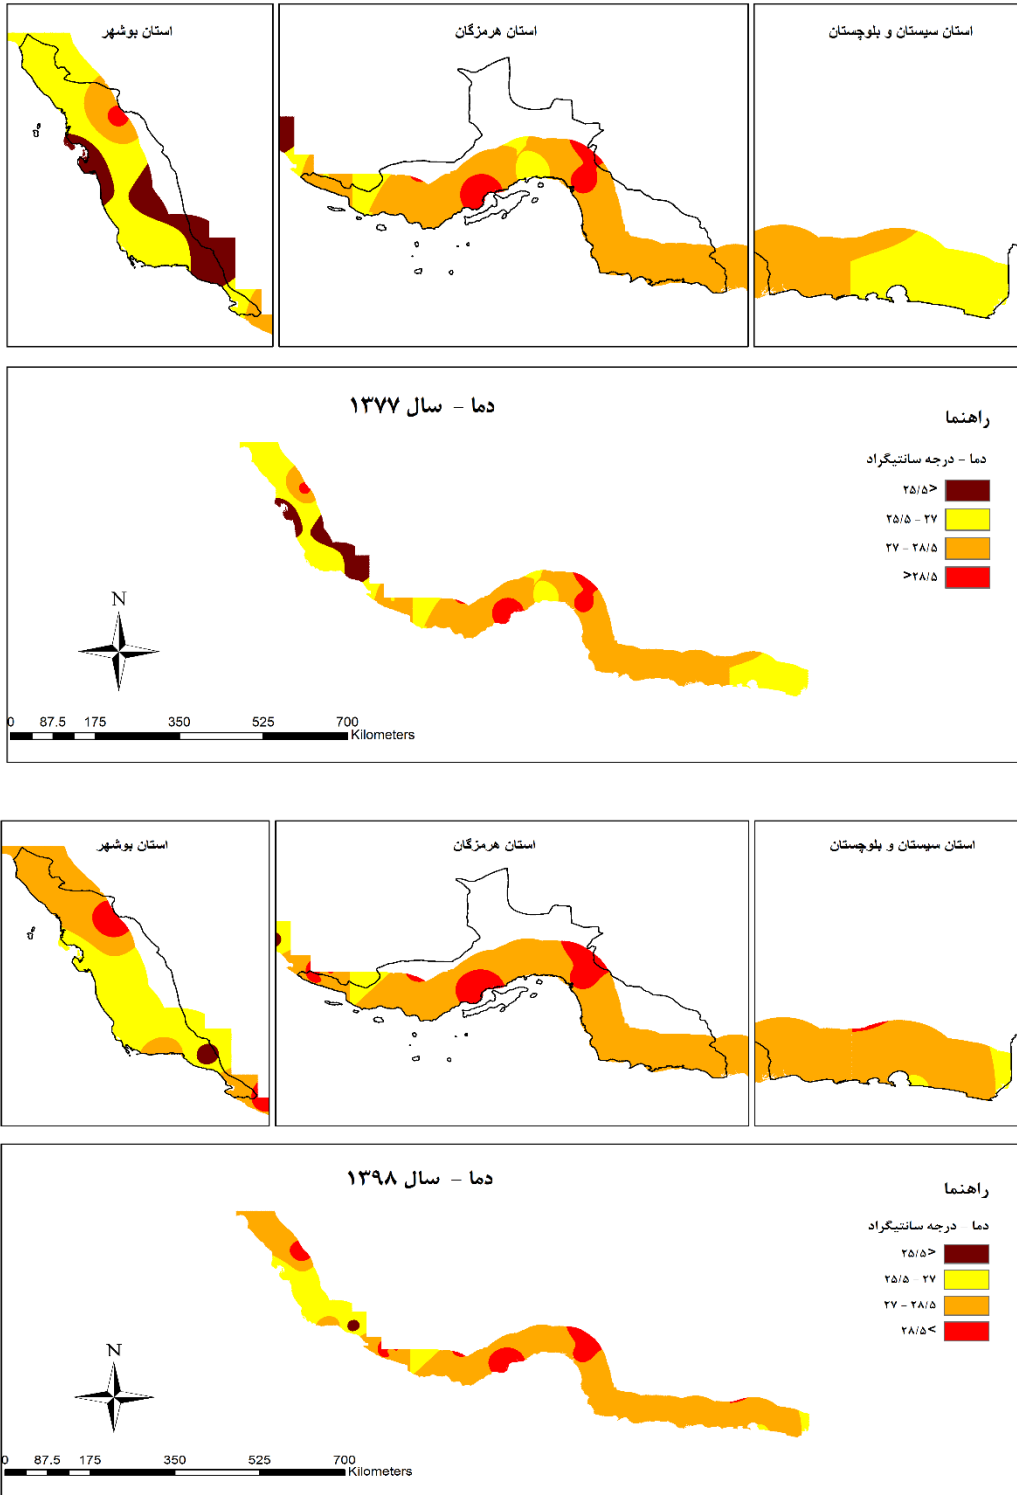 استان بوشهر
استان هرمزگان
استان سیستان و بلوچستان
دما - سال ۱۳۷۷
راهنما
دما - درجه سانتیگراد
۲۵/۵>
۲۵/۵ - ۲۷
۲۷ - ۲۸/۵
>۲۸/۵
N
0 87.5 175 350 525 700
Kilometers
استان بوشهر
استان هرمزگان
استان سیستان و بلوچستان
دما - سال ۱۳۹۸
راهنما
دما درجه سانتیگراد
۲۵/۵<
۲۵/۵ - ۲۷
۲۷ - ۲۸/۵
۲۸/۵<
N
0 87.5 175 350 525 700
Kilometers